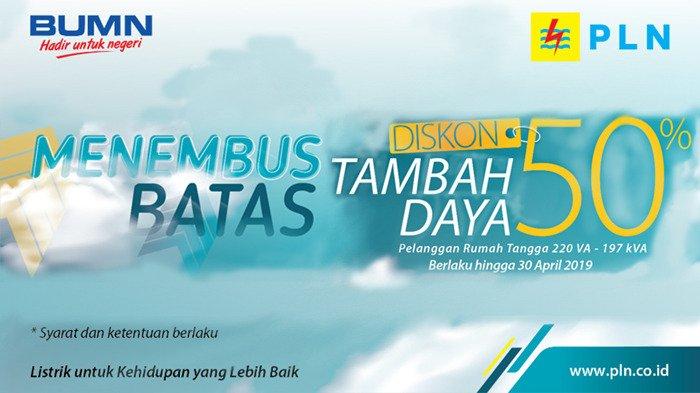 BUMN
Hadir untuk negeri
PLN
MENEMBUS
BATAS
DISKON
TAMBAH
DAYA
50%
Pelanggan Rumah Tangga 220 VA - 197 kVA
Berlaku hingga 30 April 2019
* Syarat dan ketentuan berlaku
Listrik untuk Kehidupan yang Lebih Baik
www.pln.co.id